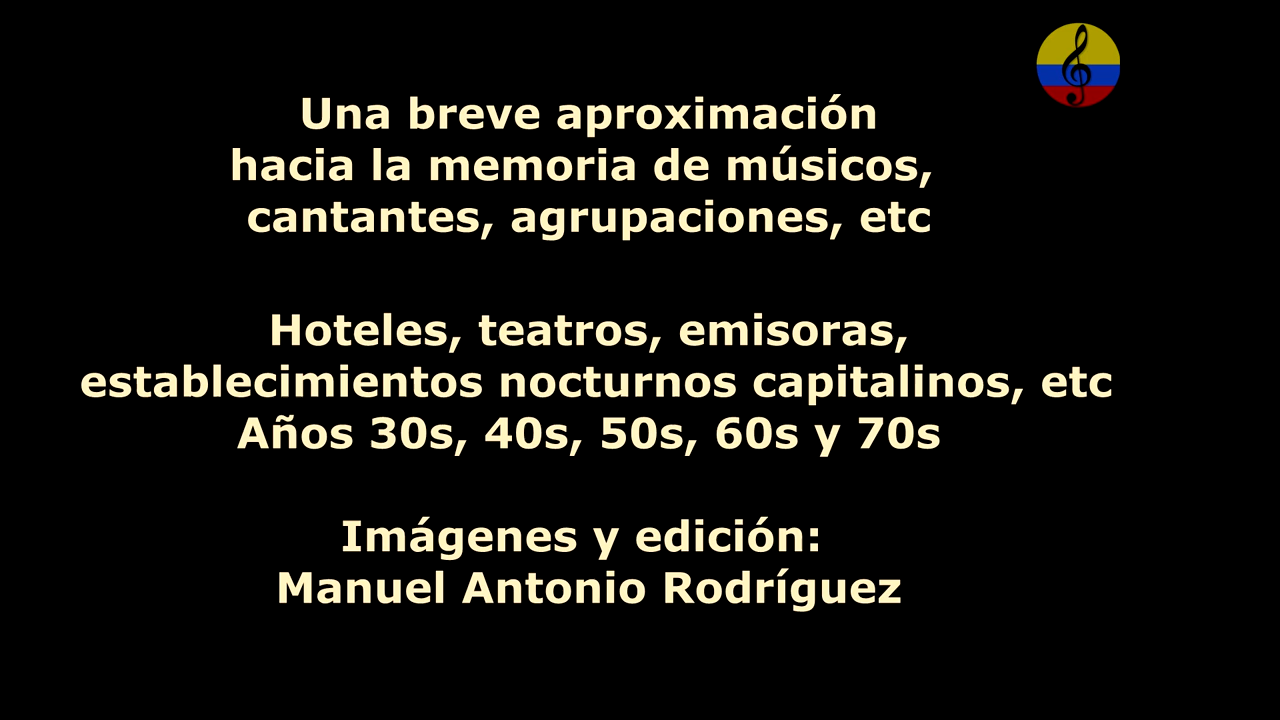 Una breve aproximación
hacia la memoria de músicos,
cantantes, agrupaciones, etc
Hoteles, teatros, emisoras,
establecimientos nocturnos capitalinos, etc
Años 30s, 40s, 50s, 60s y 70s
Imágenes y edición:
Manuel Antonio Rodríguez